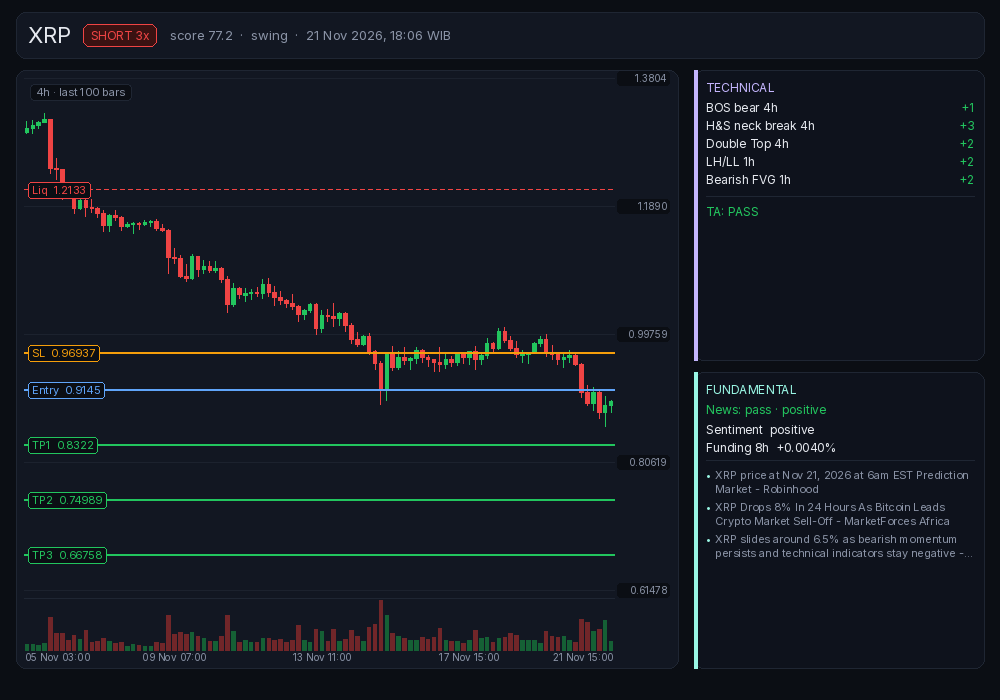 XRP SHORT 3x score 77.2 · swing · 21 Nov 2026, 18:06 WIB
4h · last 100 bars
1.3804
Liq 1.2133
1.1890
0.99759
SL 0.96937
Entry 0.9145
TP1 0.8322
0.80619
TP2 0.74989
TP3 0.66758
0.61478
05 Nov 03:00 09 Nov 07:00 13 Nov 11:00 17 Nov 15:00 21 Nov 15:00
TECHNICAL
BOS bear 4h +1
H&S neck break 4h +3
Double Top 4h +2
LH/LL 1h +2
Bearish FVG 1h +2
TA: PASS
FUNDAMENTAL
News: pass · positive
Sentiment positive
Funding 8h +0.0040%
• XRP price at Nov 21, 2026 at 6am EST Prediction
Market - Robinhood
• XRP Drops 8% In 24 Hours As Bitcoin Leads
Crypto Market Sell-Off - MarketForces Africa
• XRP slides around 6.5% as bearish momentum
persists and technical indicators stay negative -...